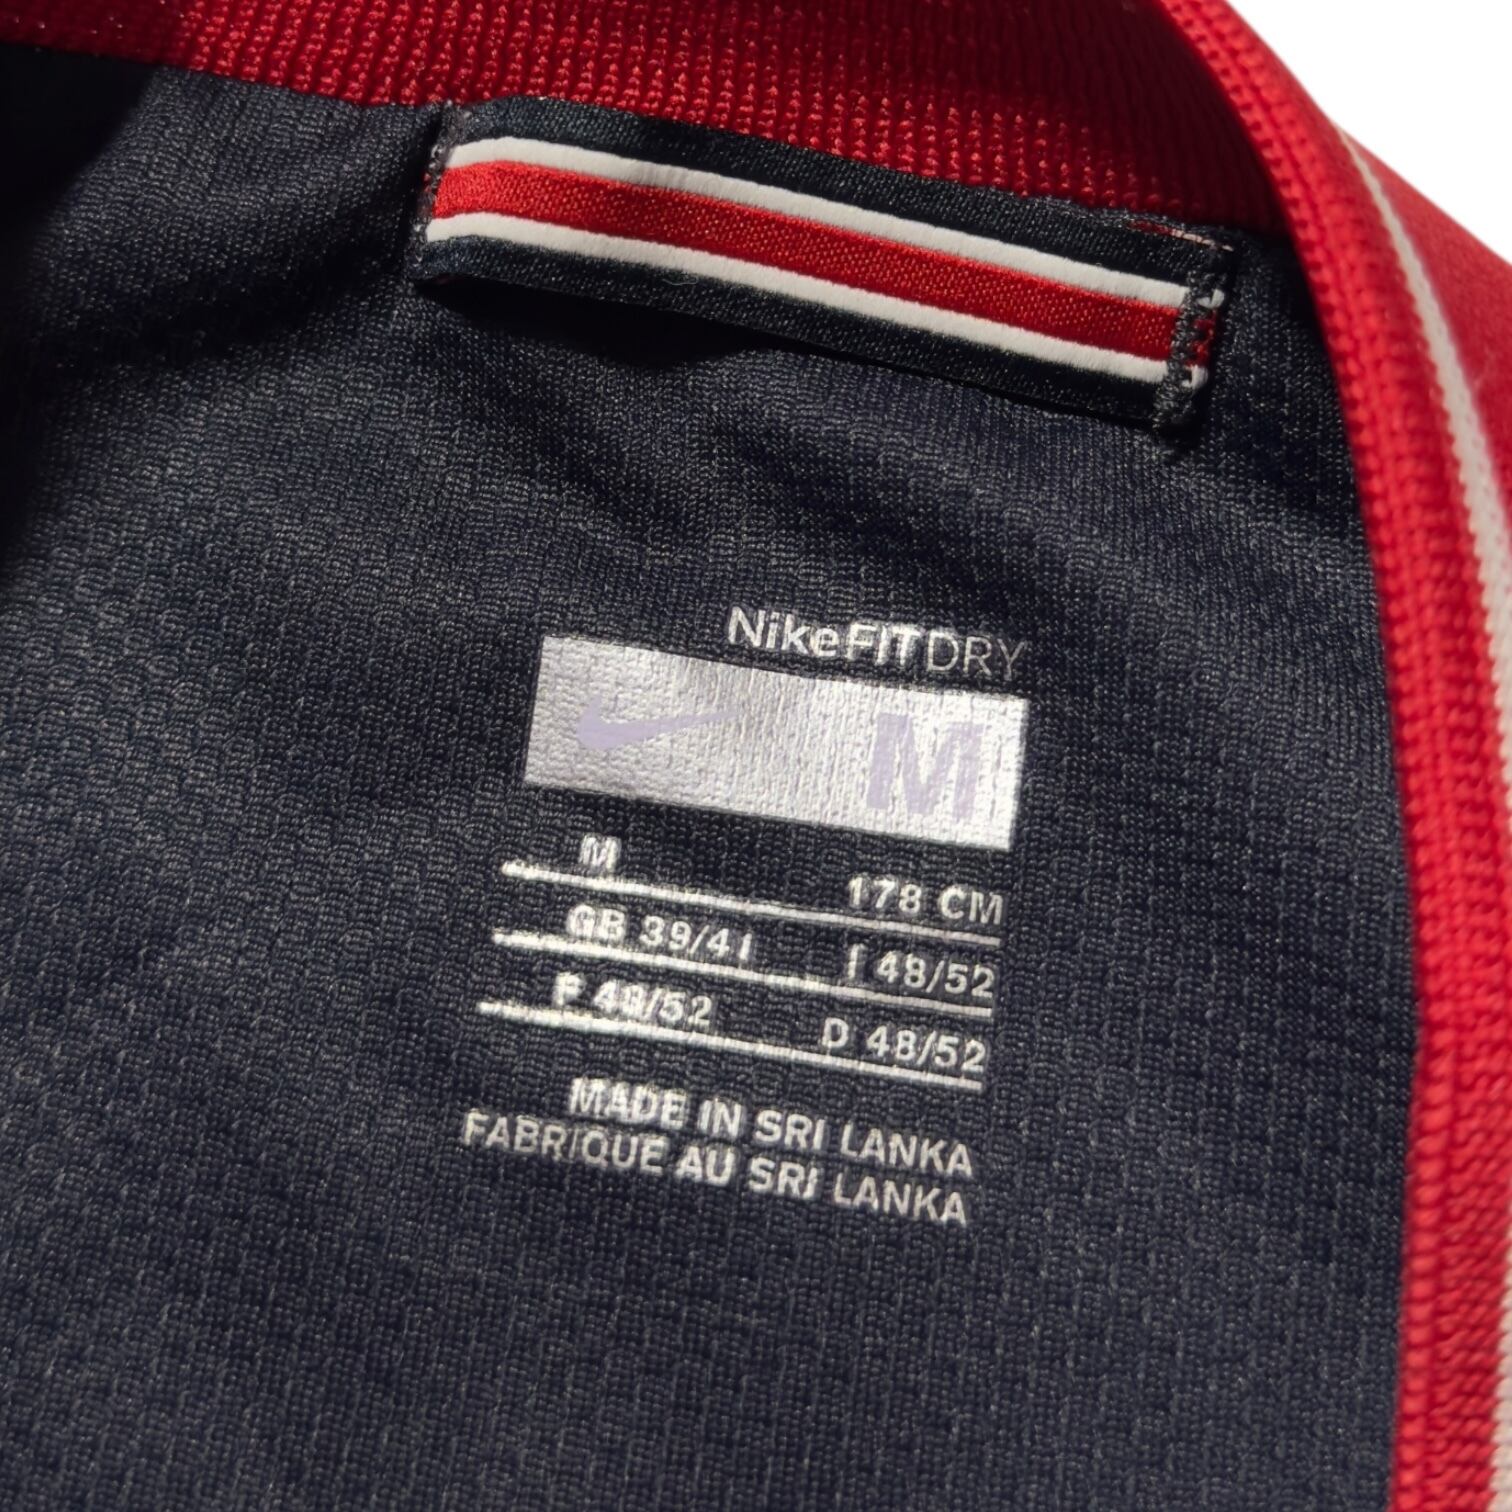 NikeFITDRY
M
M 178 CM
GB 39/41 I 48/52
F 48/52 D 48/52
MADE IN SRI LANKA
FABRIQUE AU SRI LANKA